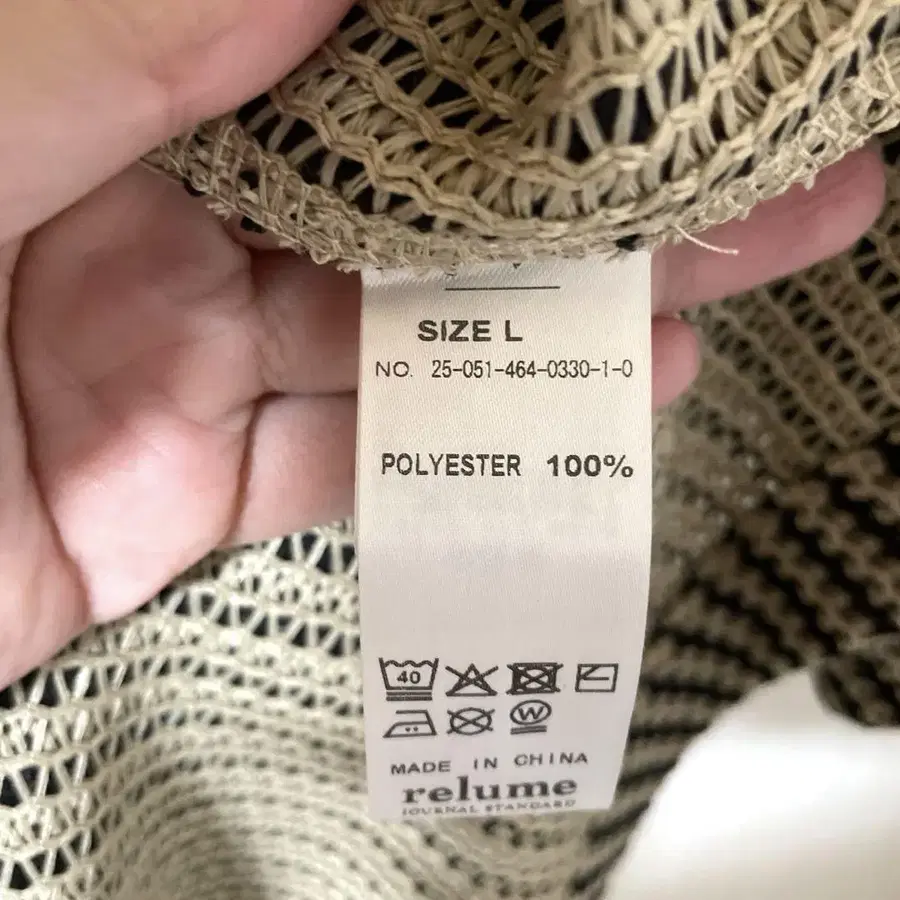 SIZE L
NO. 25-051-464-0330-1-0
POLYESTER 100%
40
W
MADE IN CHINA
relume
JOURNAL STANDARD